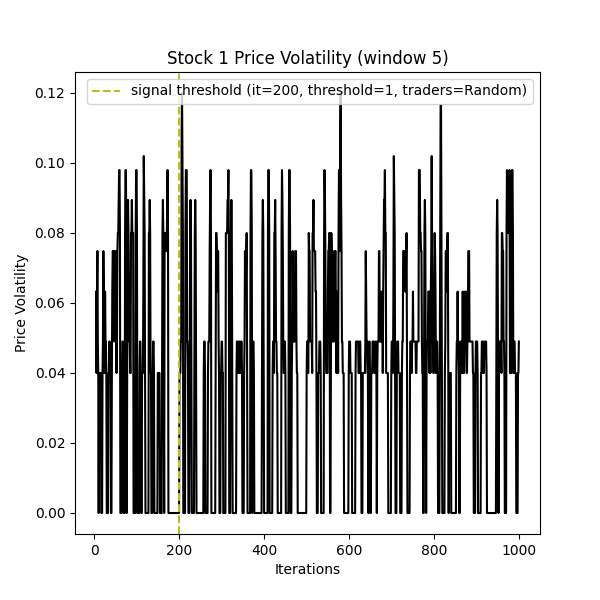 Stock 1 Price Volatility (window 5)
signal threshold (it=200, threshold=1, traders=Random)
0.12
0.10
0.08
0.06
0.04
0.02
0.00
Price Volatility
0 200 400 600 800 1000
Iterations